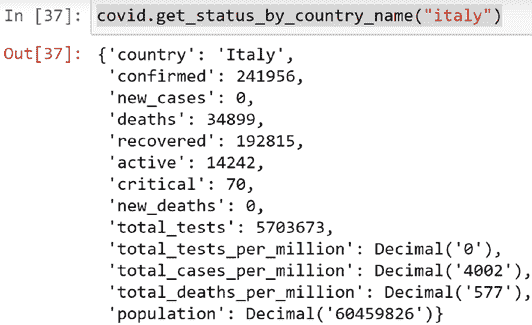 In [37]: covid.get_status_by_country_name("italy")
Out[37]: {'country': 'Italy',
'confirmed': 241956,
'new_cases': 0,
'deaths': 34899,
'recovered': 192815,
'active': 14242,
'critical': 70,
'new_deaths': 0,
'total_tests': 5703673,
'total_tests_per_million': Decimal('0'),
'total_cases_per_million': Decimal('4002'),
'total_deaths_per_million': Decimal('577'),
'population': Decimal('60459826')}